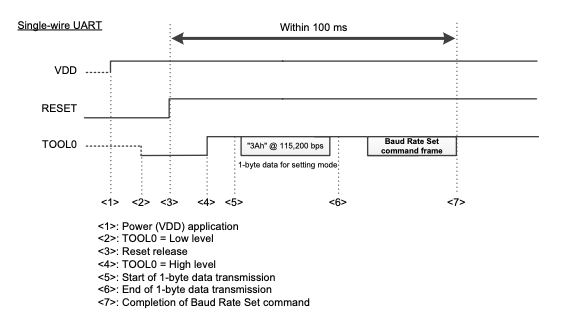 Single-wire UART
Within 100 ms
VDD
RESET
TOOL0
"3Ah" @ 115,200 bps
Baud Rate Set
command frame
1-byte data for setting mode
<1> <2> <3> <4> <5> <6> <7>
<1>: Power (VDD) application
<2>: TOOL0 = Low level
<3>: Reset release
<4>: TOOL0 = High level
<5>: Start of 1-byte data transmission
<6>: End of 1-byte data transmission
<7>: Completion of Baud Rate Set command